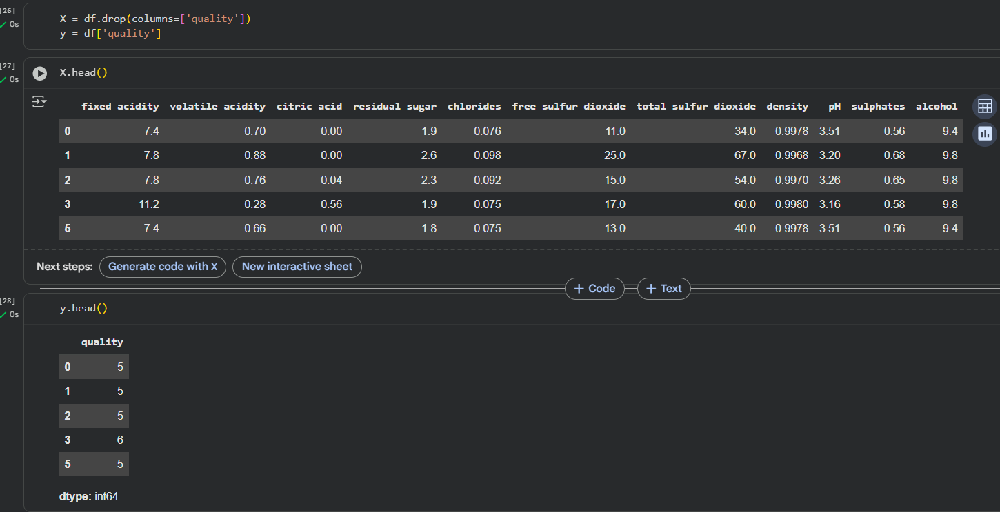 [26]
0s
X = df.drop(columns=['quality'])
y = df['quality']
[27]
0s
X.head()
fixed acidity volatile acidity citric acid residual sugar chlorides free sulfur dioxide total sulfur dioxide density pH sulphates alcohol
0 7.4 0.70 0.00 1.9 0.076 11.0 34.0 0.9978 3.51 0.56 9.4
1 7.8 0.88 0.00 2.6 0.098 25.0 67.0 0.9968 3.20 0.68 9.8
2 7.8 0.76 0.04 2.3 0.092 15.0 54.0 0.9970 3.26 0.65 9.8
3 11.2 0.28 0.56 1.9 0.075 17.0 60.0 0.9980 3.16 0.58 9.8
5 7.4 0.66 0.00 1.8 0.075 13.0 40.0 0.9978 3.51 0.56 9.4
Next steps: Generate code with X New interactive sheet
+ Code + Text
[28]
0s
y.head()
quality
0 5
1 5
2 5
3 6
5 5
dtype: int64